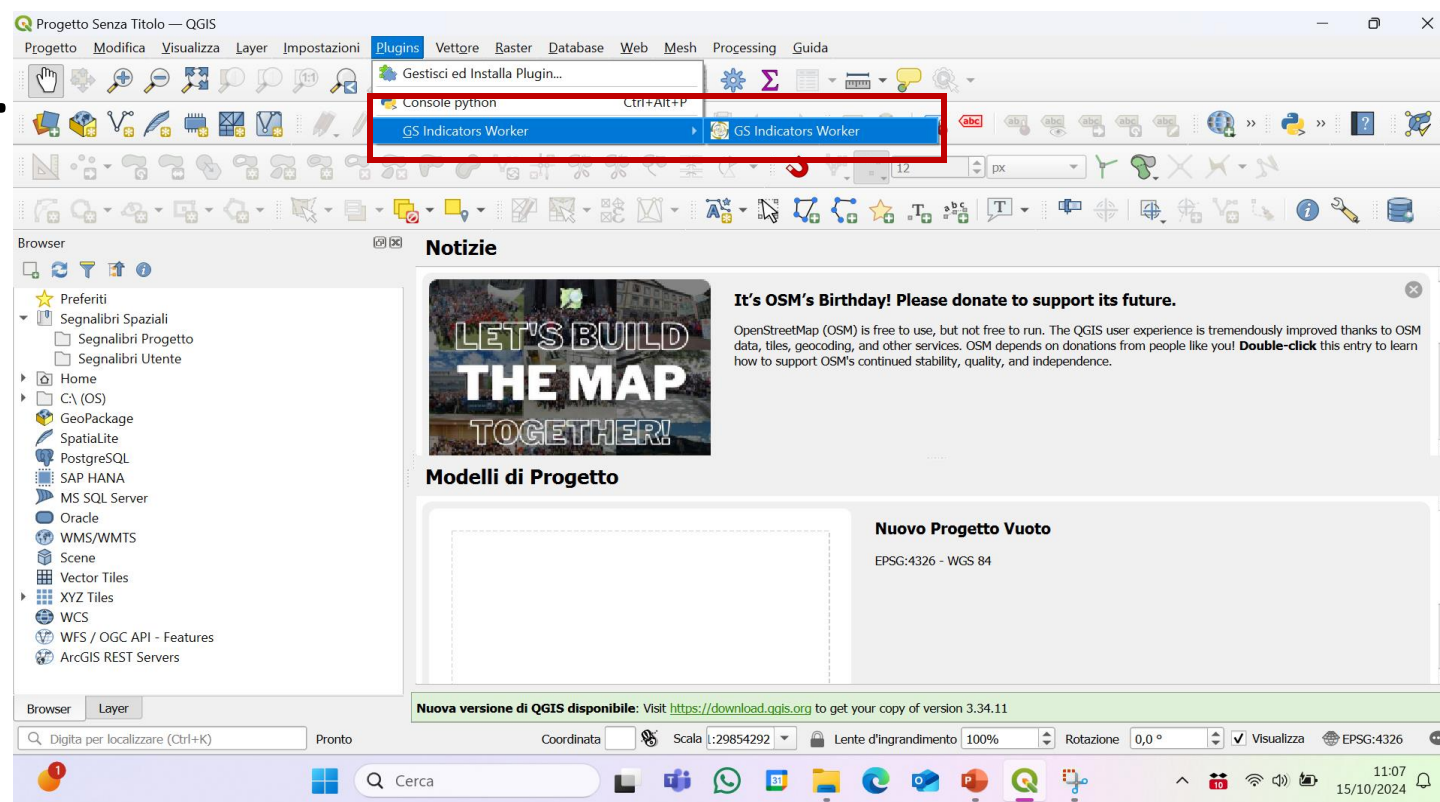 Progetto Senza Titolo — QGIS
Progetto Modifica Visualizza Layer Impostazioni Plugins Vettore Raster Database Web Mesh Processing Guida
Gestisci ed Installa Plugin...
Console python Ctrl+Alt+P
GS Indicators Worker
GS Indicators Worker
12 px
Browser
Preferiti
Segnalibri Spaziali
Segnalibri Progetto
Segnalibri Utente
Home
C:\ (OS)
GeoPackage
SpatiaLite
PostgreSQL
SAP HANA
MS SQL Server
Oracle
WMS/WMTS
Scene
Vector Tiles
XYZ Tiles
WCS
WFS / OGC API - Features
ArcGIS REST Servers
Browser Layer
Notizie
LET'S BUILD
THE MAP
TOGETHER!
It's OSM's Birthday! Please donate to support its future.
OpenStreetMap (OSM) is free to use, but not free to run. The QGIS user experience is tremendously improved thanks to OSM
data, tiles, geocoding, and other services. OSM depends on donations from people like you! Double-click this entry to learn
how to support OSM's continued stability, quality, and independence.
Modelli di Progetto
Nuovo Progetto Vuoto
EPSG:4326 - WGS 84
Nuova versione di QGIS disponibile: Visit https://download.qgis.org to get your copy of version 3.34.11
Digita per localizzare (Ctrl+K) Pronto Coordinata Scala 1:29854292 Lente d'ingrandimento 100% Rotazione 0,0 ° Visualizza EPSG:4326
Cerca
11:07
15/10/2024